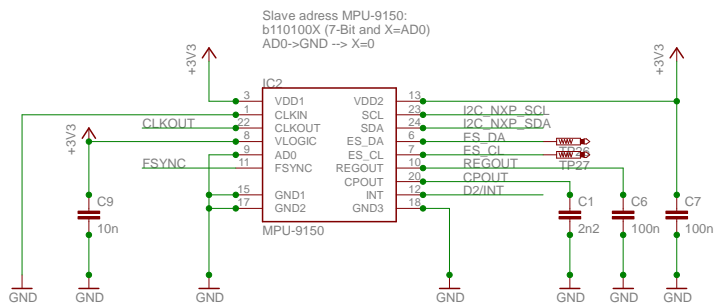 Slave adress MPU-9150:
b110100X (7-Bit and X=AD0)
AD0->GND --> X=0
+3V3
+3V3
IC2
3 VDD1 VDD2 13
1 CLKIN SCL 23 I2C_NXP_SCL
CLKOUT 22 CLKOUT SDA 24 I2C_NXP_SDA
+3V3
8 VLOGIC ES_DA 6 ES_DA
TP26
9 AD0 ES_CL 7 ES_CL
TP27
FSYNC 11 FSYNC REGOUT 10 REGOUT
CPOUT 20 CPOUT
15 GND1 INT 12 D2/INT
17 GND2 GND3 18
MPU-9150
C9
10n
C1
2n2
C6
100n
C7
100n
GND GND GND GND GND GND GND